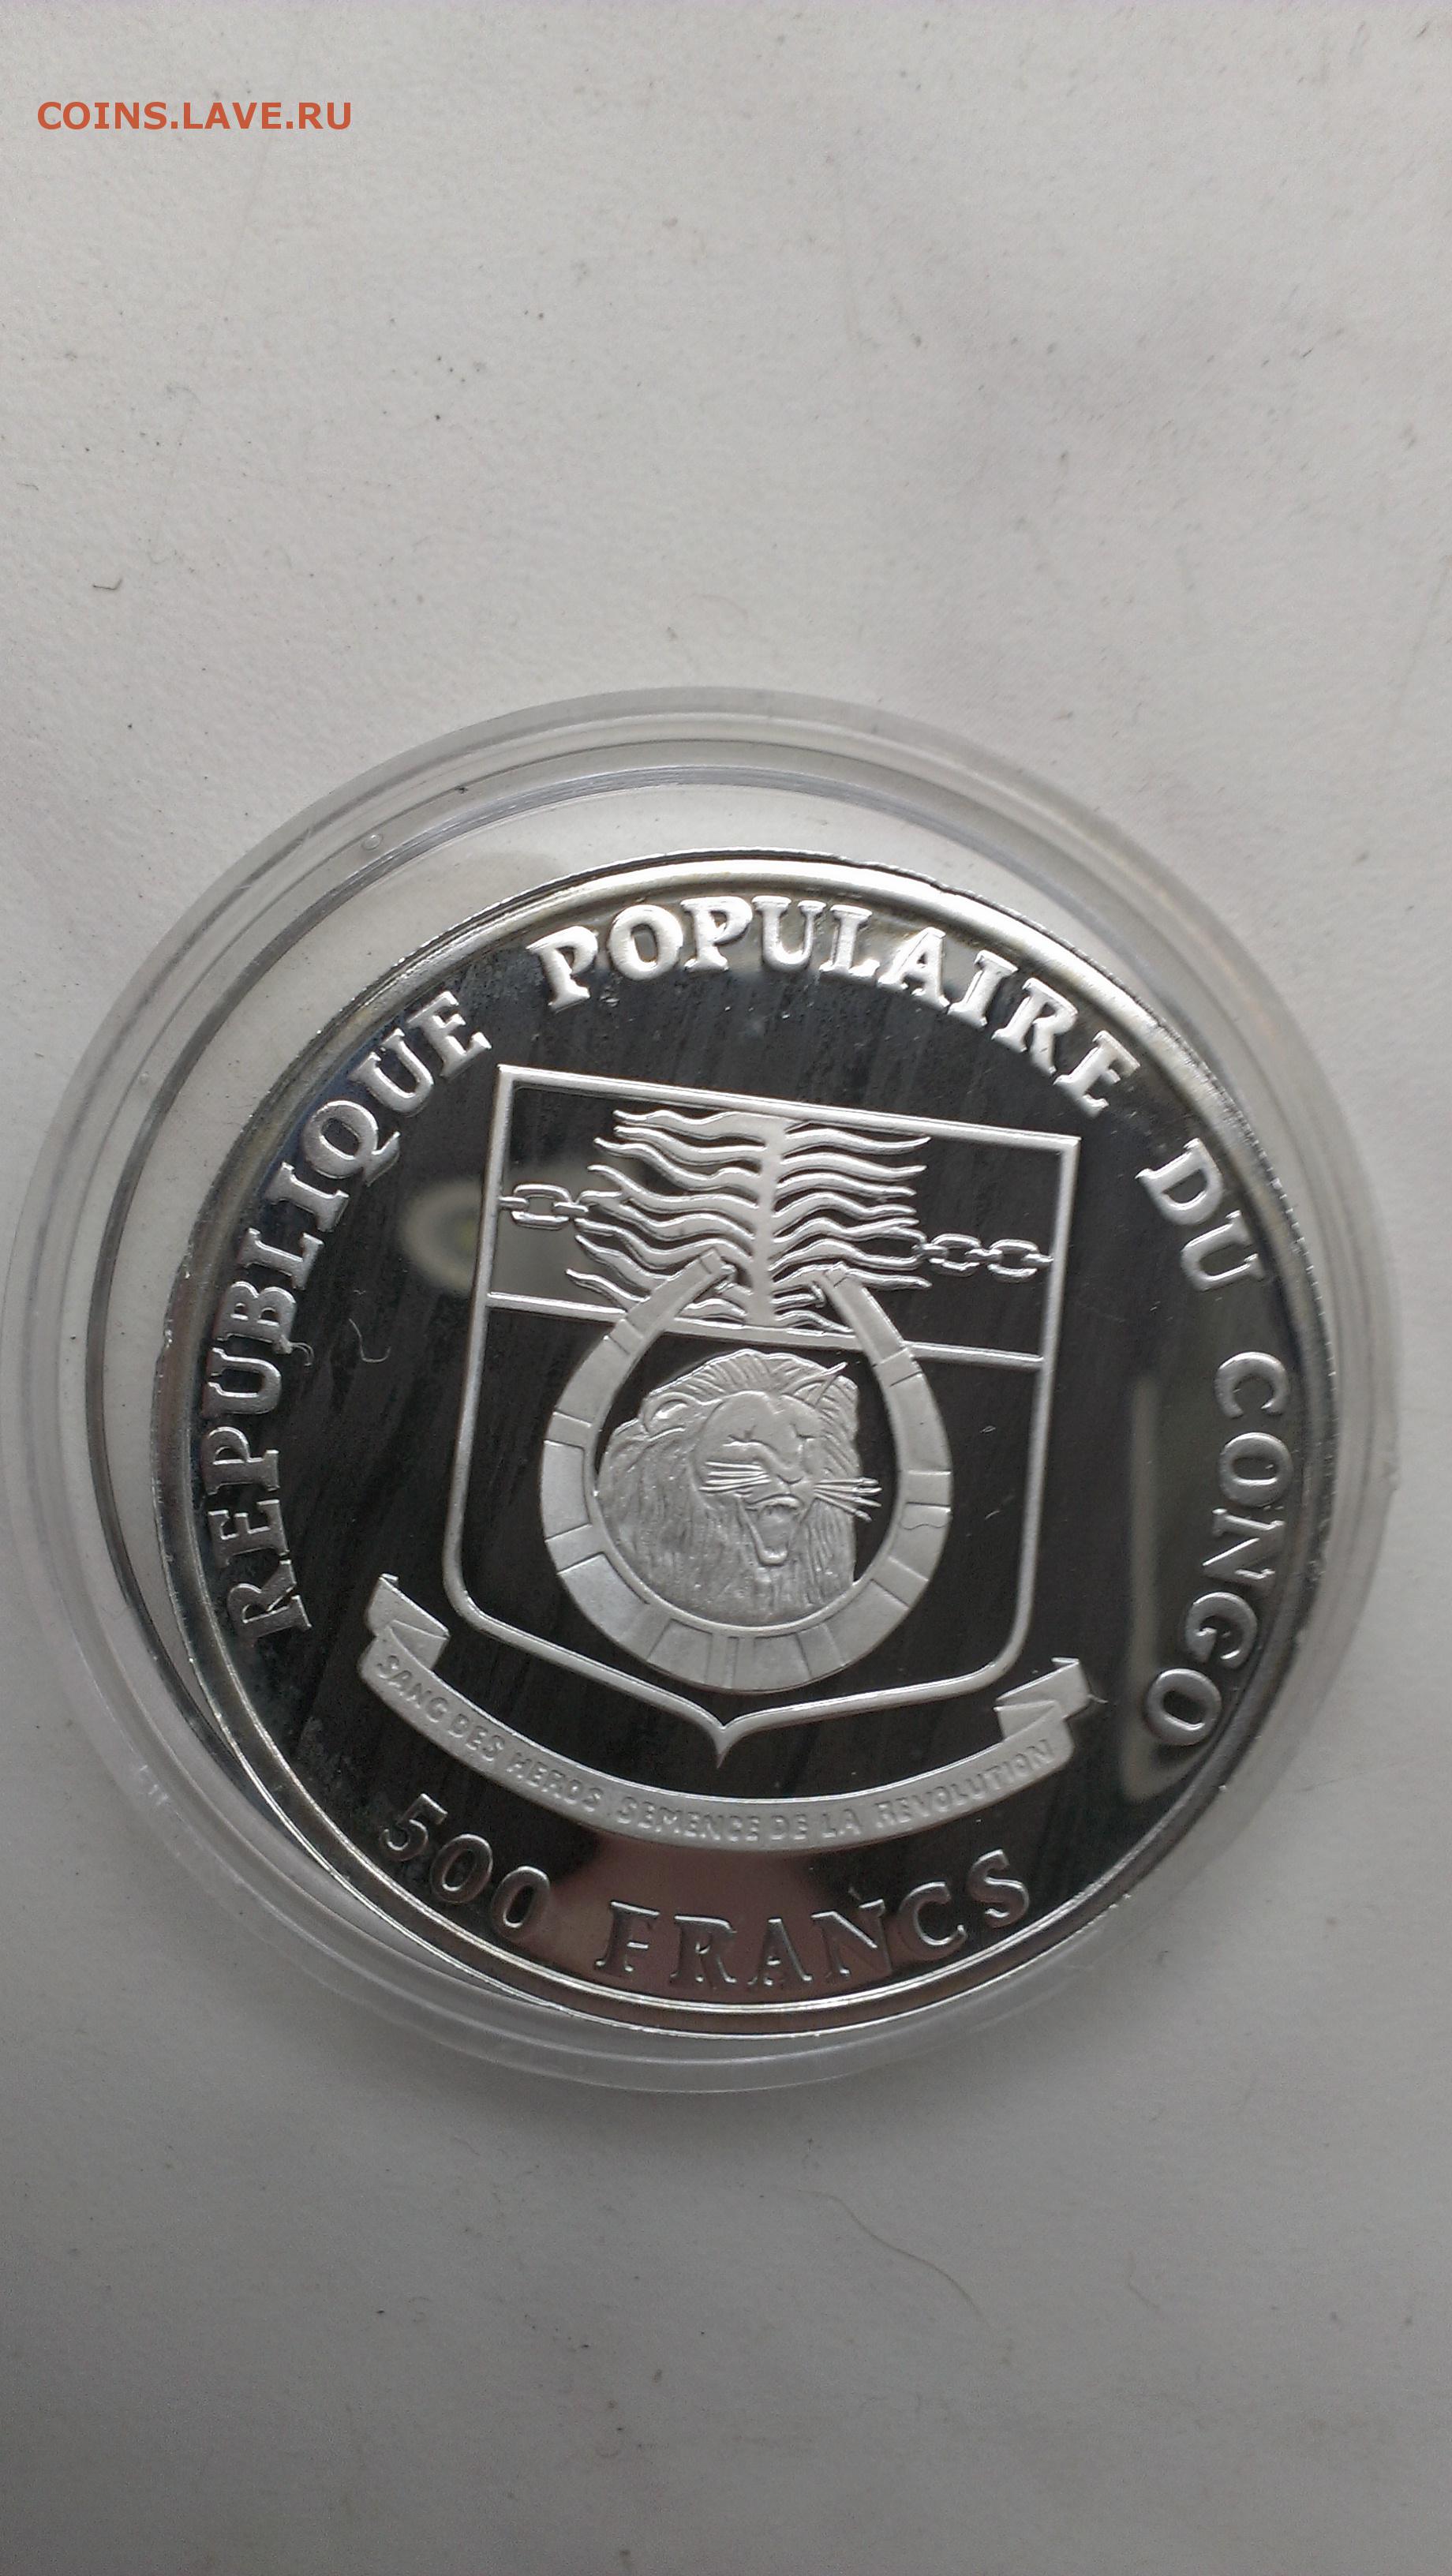 COINS.LAVE.RU
REPUBLIQUE POPULAIRE DU CONGO
SANG DES HEROS SEMENCE DE LA REVOLUTION
500 FRANCS